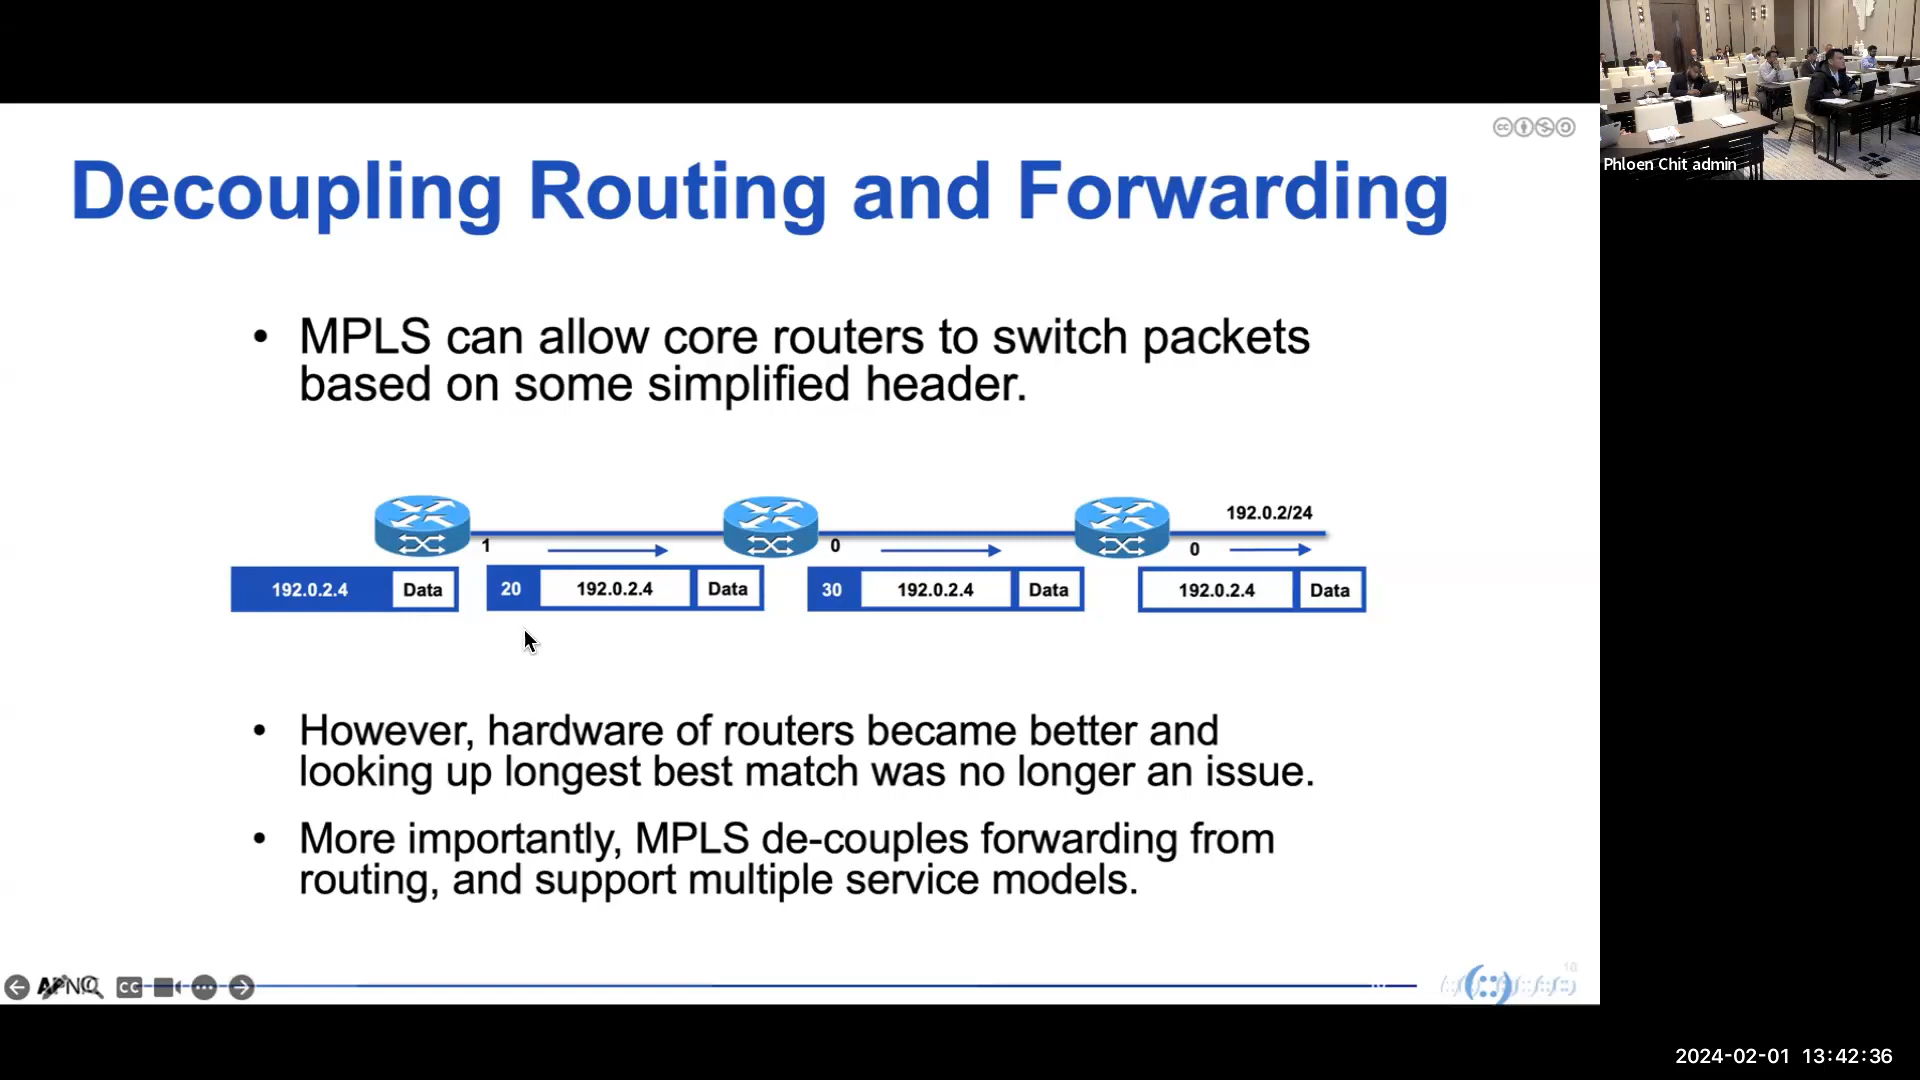 Decoupling Routing and Forwarding
• MPLS can allow core routers to switch packets
based on some simplified header.
192.0.2/24
1
0
0
192.0.2.4 Data
20 192.0.2.4 Data
30 192.0.2.4 Data
192.0.2.4 Data
• However, hardware of routers became better and
looking up longest best match was no longer an issue.
• More importantly, MPLS de-couples forwarding from
routing, and support multiple service models.
CC
Phloen Chit admin
2024-02-01 13:42:36